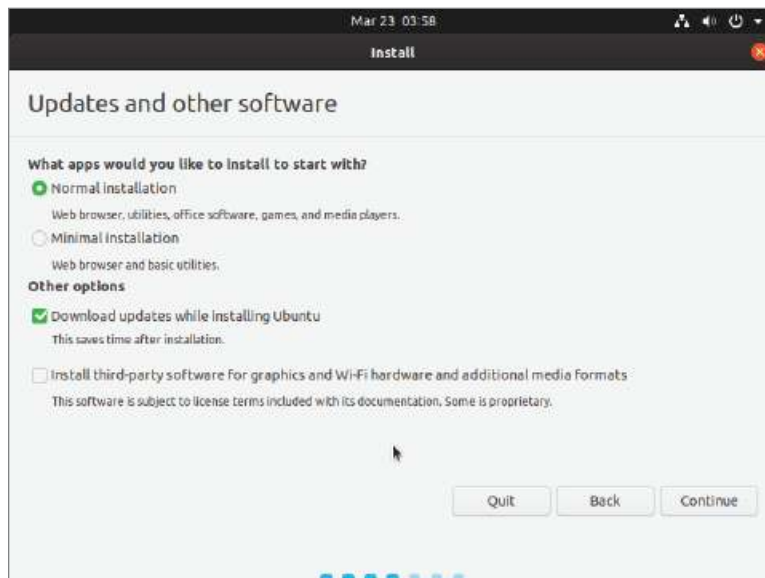 Mar 23 03:58
Install
Updates and other software
What apps would you like to install to start with?
Normal installation
Web browser, utilities, office software, games, and media players.
Minimal installation
Web browser and basic utilities.
Other options
Download updates while installing Ubuntu
This saves time after installation.
Install third-party software for graphics and Wi-Fi hardware and additional media formats
This software is subject to license terms included with its documentation. Some is proprietary.
Quit
Back
Continue